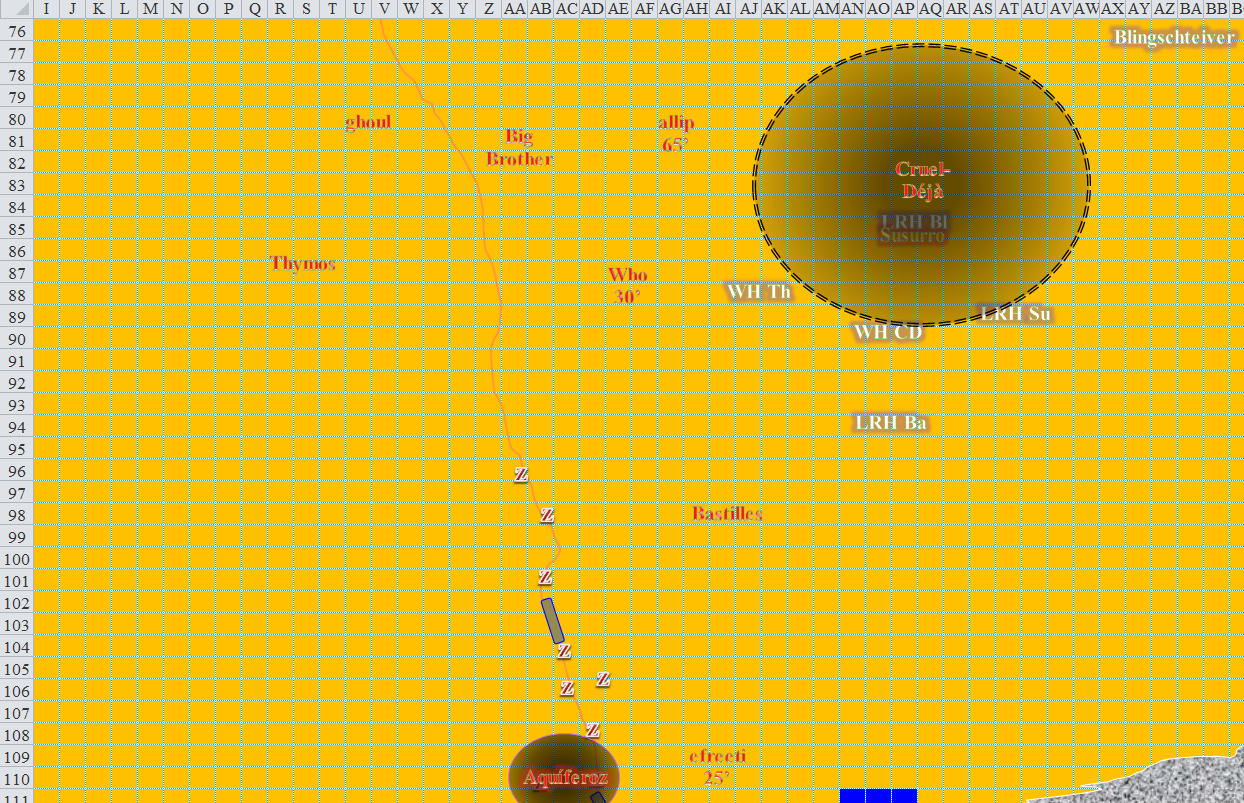 I J K L M N O P Q R S T U V W X Y Z AA AB AC AD AE AF AG AH AI AJ AK AL AM AN AO AP AQ AR AS AT AU AV AW AX AY AZ BA BB
76
Blingschteiver
77
78
79
80
ghoul
allip
65'
81
Big
Brother
82
83
Cruel-
Déjà
84
85
LRH Bl
Susurro
86
Thymos
87
Who
30'
88
WH Th
89
LRH Su
90
WH CD
91
92
93
94
LRH Ba
95
96
Z
97
98
Z
Bastilles
99
100
101
Z
102
103
104
Z
105
Z
106
Z
107
108
Z
109
efreeti
25'
110
Aquíferoz
111